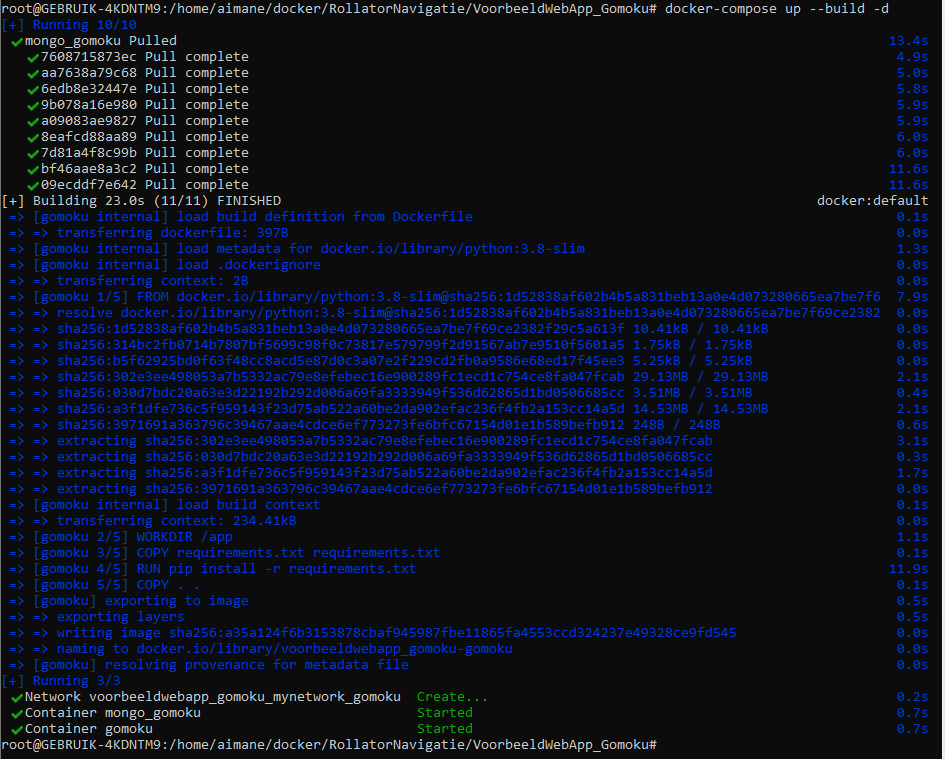 root@GEBRUIK-4KDNTM9:/home/aimane/docker/RollatorNavigatie/VoorbeeldWebApp_Gomoku# docker-compose up --build -d
[+] Running 10/10
✔mongo_gomoku Pulled 13.4s
✔7608715873ec Pull complete 4.9s
✔aa7638a79c68 Pull complete 5.0s
✔6edb8e32447e Pull complete 5.8s
✔9b078a16e980 Pull complete 5.9s
✔a09083ae9827 Pull complete 5.9s
✔8eafcd88aa89 Pull complete 6.0s
✔7d81a4f8c99b Pull complete 6.0s
✔bf46aae8a3c2 Pull complete 11.6s
✔09ecddf7e642 Pull complete 11.6s
[+] Building 23.0s (11/11) FINISHED docker:default
=> [gomoku internal] load build definition from Dockerfile 0.1s
=> => transferring dockerfile: 397B 0.0s
=> [gomoku internal] load metadata for docker.io/library/python:3.8-slim 1.3s
=> [gomoku internal] load .dockerignore 0.0s
=> => transferring context: 2B 0.0s
=> [gomoku 1/5] FROM docker.io/library/python:3.8-slim@sha256:1d52838af602b4b5a831beb13a0e4d073280665ea7be7f6 7.9s
=> => resolve docker.io/library/python:3.8-slim@sha256:1d52838af602b4b5a831beb13a0e4d073280665ea7be7f69ce2382 0.0s
=> => sha256:1d52838af602b4b5a831beb13a0e4d073280665ea7be7f69ce2382f29c5a613f 10.41kB / 10.41kB 0.0s
=> => sha256:314bc2fb0714b7807bf5699c98f0c73817e579799f2d91567ab7e9510f5601a5 1.75kB / 1.75kB 0.0s
=> => sha256:b5f62925bd0f63f48cc8acd5e87d0c3a07e2f229cd2fb0a9586e68ed17f45ee3 5.25kB / 5.25kB 0.0s
=> => sha256:302e3ee498053a7b5332ac79e8efebec16e900289fc1ecd1c754ce8fa047fcab 29.13MB / 29.13MB 2.1s
=> => sha256:030d7bdc20a63e3d22192b292d006a69fa3333949f536d62865d1bd0506685cc 3.51MB / 3.51MB 0.4s
=> => sha256:a3f1dfe736c5f959143f23d75ab522a60be2da902efac236f4fb2a153cc14a5d 14.53MB / 14.53MB 2.1s
=> => sha256:3971691a363796c39467aae4cdce6ef773273fe6bfc67154d01e1b589befb912 248B / 248B 0.6s
=> => extracting sha256:302e3ee498053a7b5332ac79e8efebec16e900289fc1ecd1c754ce8fa047fcab 3.1s
=> => extracting sha256:030d7bdc20a63e3d22192b292d006a69fa3333949f536d62865d1bd0506685cc 0.3s
=> => extracting sha256:a3f1dfe736c5f959143f23d75ab522a60be2da902efac236f4fb2a153cc14a5d 1.7s
=> => extracting sha256:3971691a363796c39467aae4cdce6ef773273fe6bfc67154d01e1b589befb912 0.0s
=> [gomoku internal] load build context 0.1s
=> => transferring context: 234.41kB 0.0s
=> [gomoku 2/5] WORKDIR /app 1.1s
=> [gomoku 3/5] COPY requirements.txt requirements.txt 0.1s
=> [gomoku 4/5] RUN pip install -r requirements.txt 11.9s
=> [gomoku 5/5] COPY . . 0.1s
=> [gomoku] exporting to image 0.5s
=> => exporting layers 0.5s
=> => writing image sha256:a35a124f6b3153878cbaf945987fbe11865fa4553ccd324237e49328ce9fd545 0.0s
=> => naming to docker.io/library/voorbeeldwebapp_gomoku-gomoku 0.0s
=> [gomoku] resolving provenance for metadata file 0.0s
[+] Running 3/3
✔Network voorbeeldwebapp_gomoku_mynetwork_gomoku Create... 0.2s
✔Container mongo_gomoku Started 0.7s
✔Container gomoku Started 0.7s
root@GEBRUIK-4KDNTM9:/home/aimane/docker/RollatorNavigatie/VoorbeeldWebApp_Gomoku#